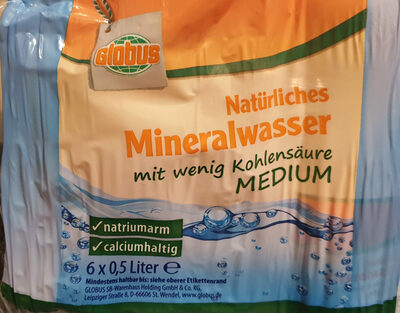 GLOBUS
Natürliches
Mineralwasser
mit wenig Kohlensäure
MEDIUM
✓natriumarm
✓calciumhaltig
6 x 0,5 Liter ℮
Mindestens haltbar bis: siehe oberer Etikettenrand
GLOBUS SB-Warenhaus Holding GmbH & Co. KG,
Leipziger Straße 8, D-66606 St. Wendel, www.globus.de